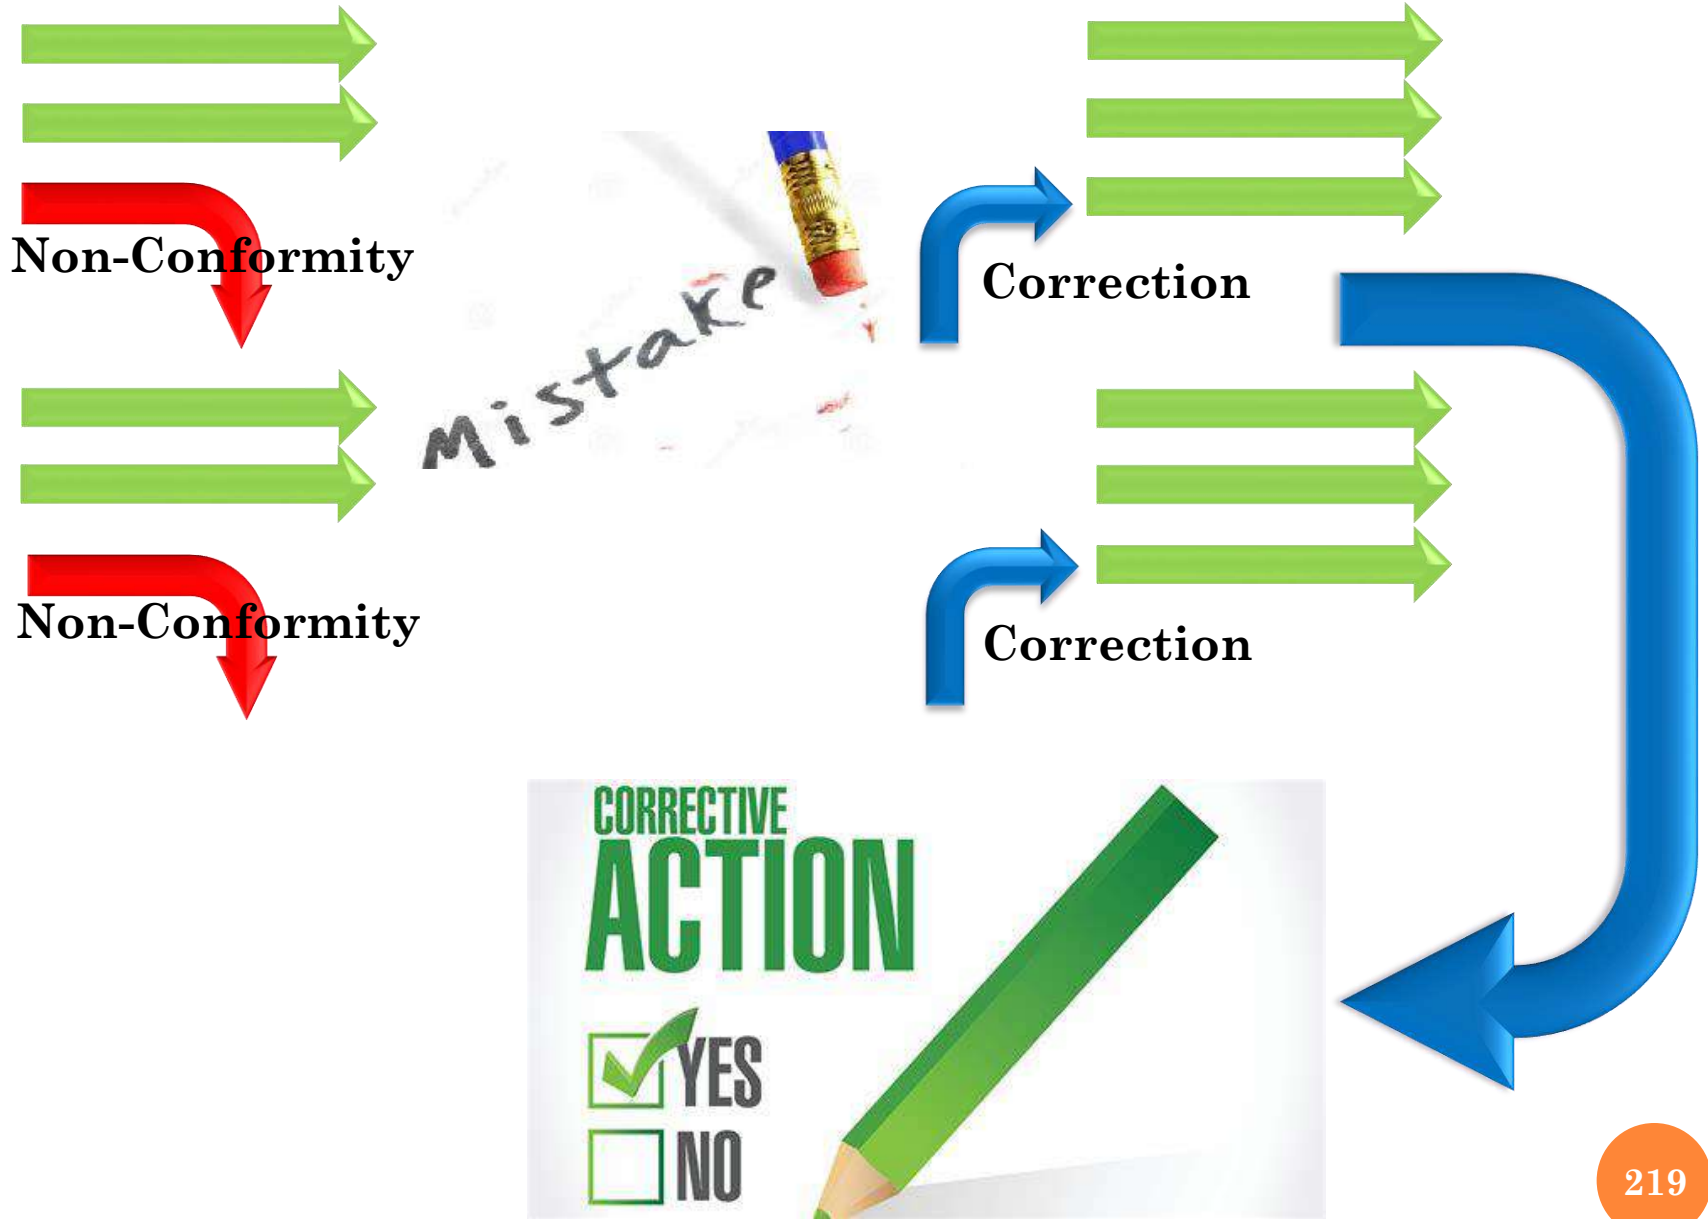 Non-Conformity
Mistake
Correction
Non-Conformity
Correction
CORRECTIVE
ACTION
YES
NO
219